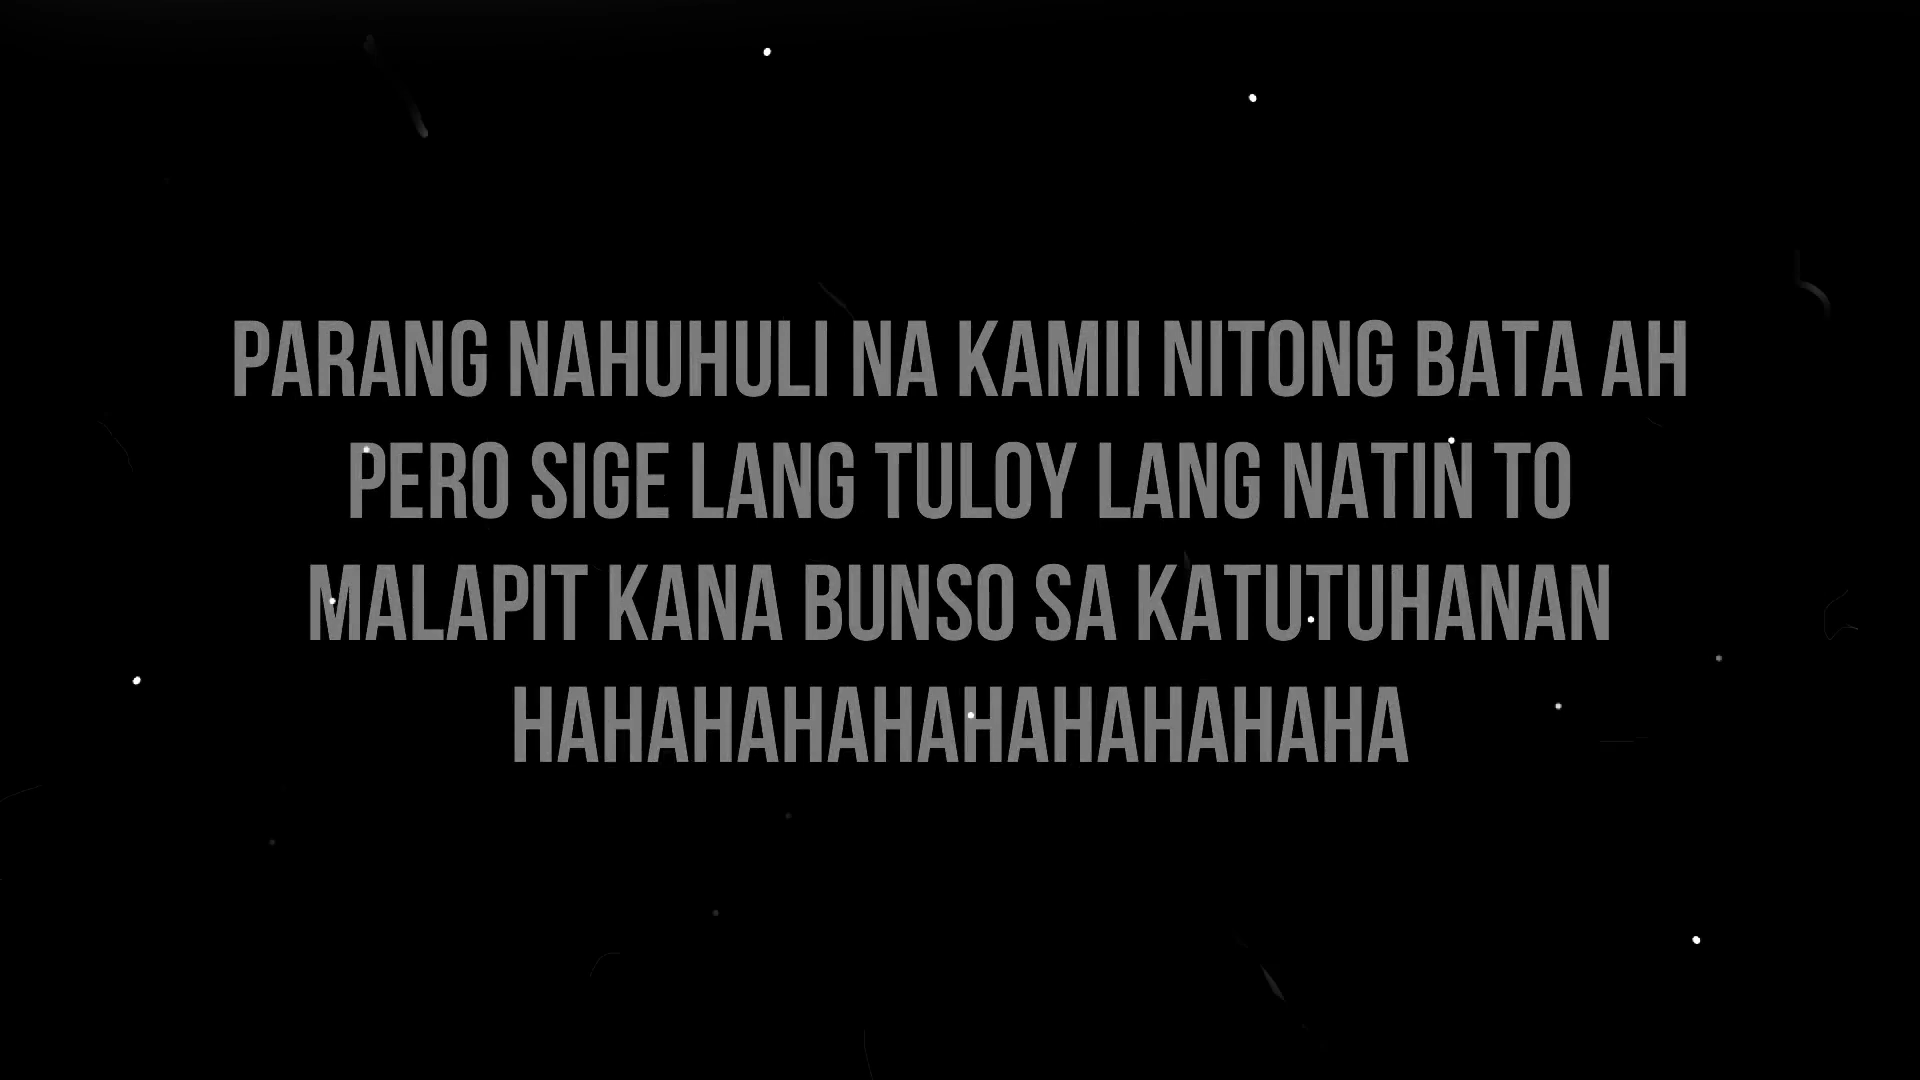 PARANG NAHUHULI NA KAMII NITONG BATA AH
PERO SIGE LANG TULOY LANG NATIN TO
MALAPIT KANA BUNSO SA KATUTUHANAN
HAHAHAHAHAHAHAHAHAHA